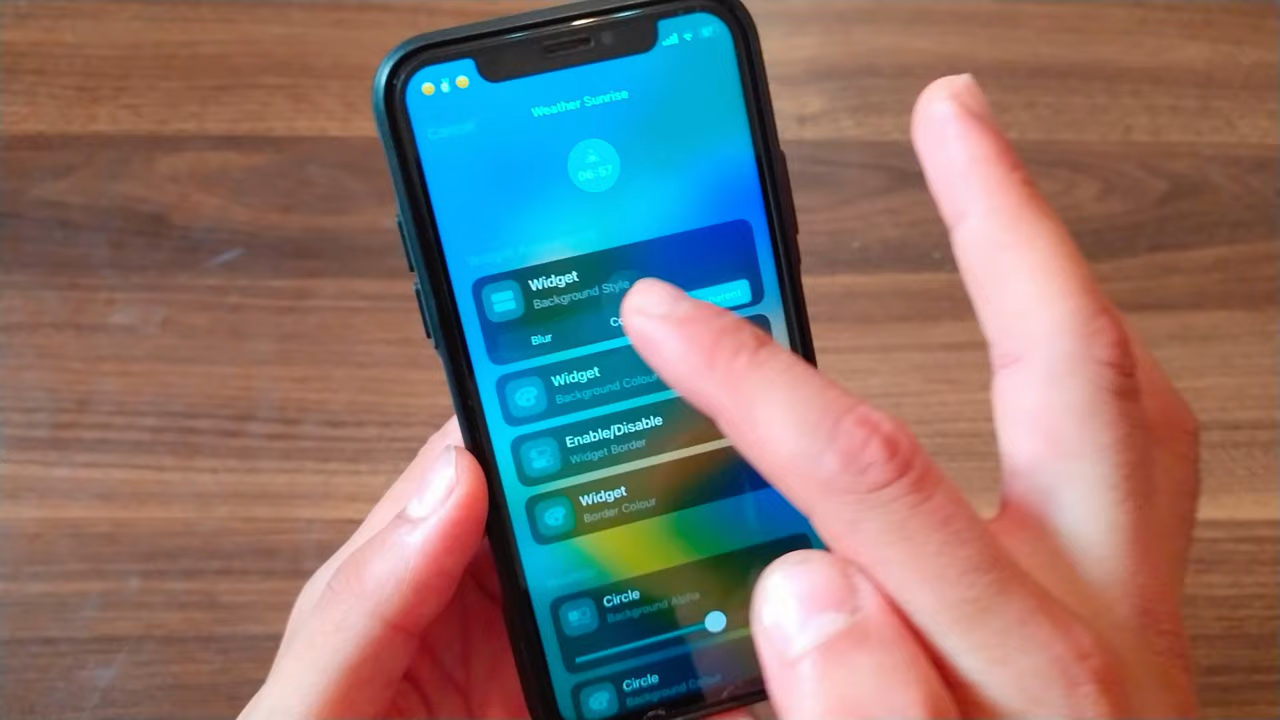 Weather Sunrise
Cancel
06:57
Widget
Background Style
Blur
Widget
Background Colour
Enable/Disable
Widget Border
Widget
Border Colour
Circle
Background Alpha
Circle
Background Colour